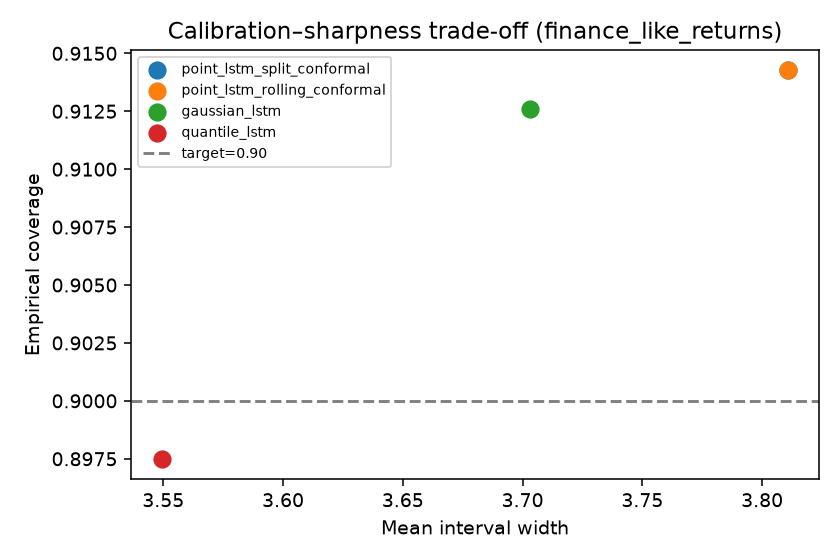 Calibration–sharpness trade-off (finance_like_returns)
point_lstm_split_conformal
point_lstm_rolling_conformal
gaussian_lstm
quantile_lstm
target=0.90
Empirical coverage
0.9150
0.9125
0.9100
0.9075
0.9050
0.9025
0.9000
0.8975
3.55 3.60 3.65 3.70 3.75 3.80
Mean interval width